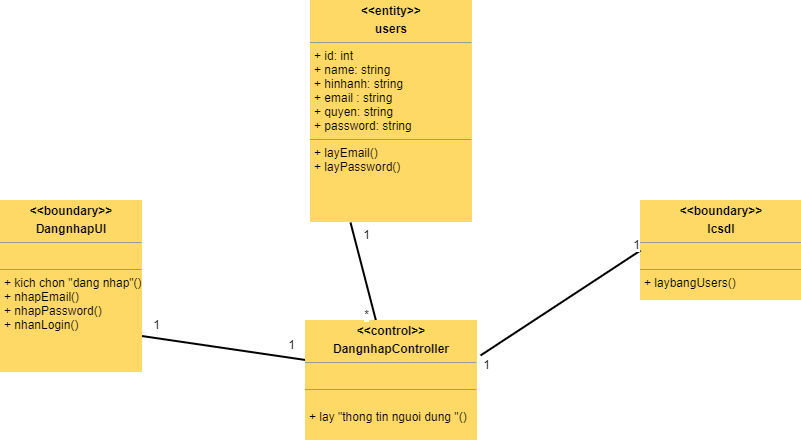 <<entity>>
users
+ id: int
+ name: string
+ hinhanh: string
+ email : string
+ quyen: string
+ password: string
+ layEmail()
+ layPassword()
1
*
<<boundary>>
DangnhapUI
+ kich chon "dang nhap"()
+ nhapEmail()
+ nhapPassword()
+ nhanLogin()
1
1
<<control>>
DangnhapController
+ lay "thong tin nguoi dung "()
1
1
<<boundary>>
Icsdl
+ laybangUsers()